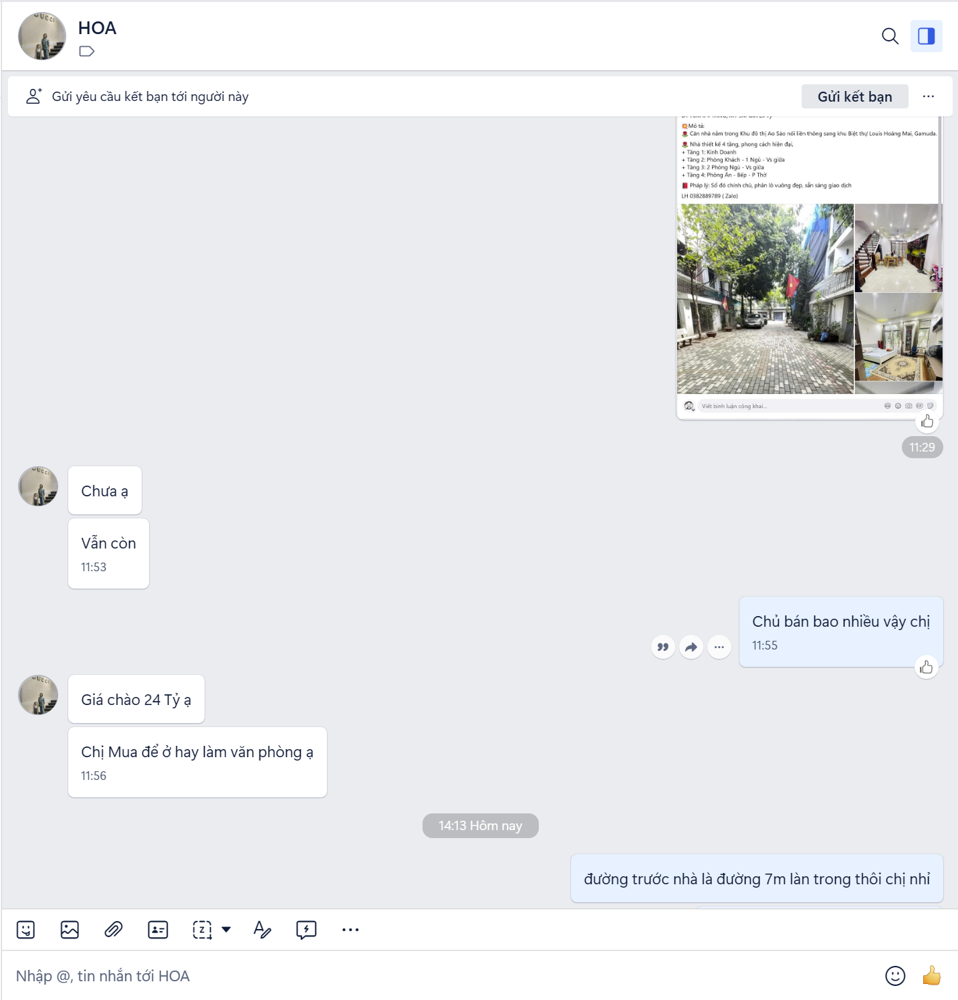 HOA
Gửi yêu cầu kết bạn tới người này
Gửi kết bạn
💥Mô tả:
🌹 Căn nhà nằm trong Khu đô thị Ao Sào nối liền thông sang khu Biệt thự Louis Hoàng Mai, Gamuda.
🌹 Nhà thiết kế 4 tầng, phong cách hiện đại,
+ Tầng 1: Kinh Doanh
+ Tầng 2: Phòng Khách - 1 Ngủ - Vs giữa
+ Tầng 3: 2 Phòng Ngủ - Vs giữa
+ Tầng 4: Phòng Ăn - Bếp - P Thờ
📕 Pháp lý: Sổ đỏ chính chủ, phân lô vuông đẹp, sẵn sàng giao dịch
LH 0382889789 ( Zalo)
Viết bình luận công khai...
11:29
Chưa ạ
Vẫn còn
11:53
Chủ bán bao nhiều vậy chị
11:55
Giá chào 24 Tỷ ạ
Chị Mua để ở hay làm văn phòng ạ
11:56
14:13 Hôm nay
đường trước nhà là đường 7m làn trong thôi chị nhỉ
Nhập @, tin nhắn tới HOA